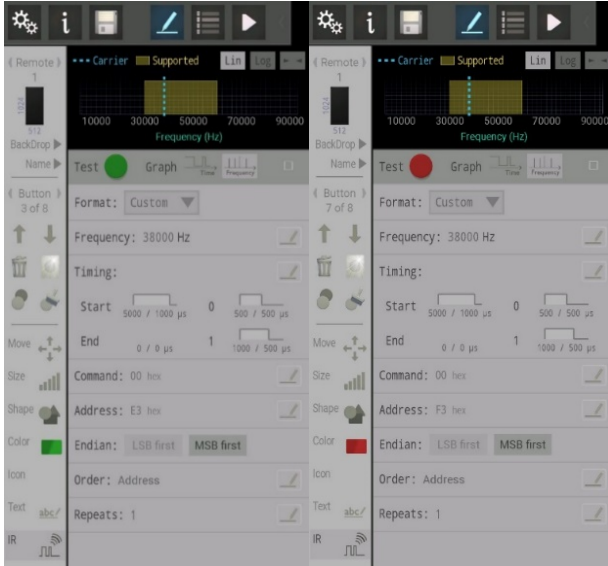 Carrier Supported Lin Log
10000 30000 50000 70000 90000
Frequency (Hz)
Remote
1
1024
512
BackDrop
Name
Button
3 of 8
Move
Size
Shape
Color
Icon
Text abc
IR
Test Graph Time Frequency
Format: Custom
Frequency: 38000 Hz
Timing:
Start 5000 / 1000 µs 0 500 / 500 µs
End 0 / 0 µs 1 1000 / 500 µs
Command: 00 hex
Address: E3 hex
Endian: LSB first MSB first
Order: Address
Repeats: 1
Carrier Supported Lin Log
10000 30000 50000 70000 90000
Frequency (Hz)
Remote
1
1024
512
BackDrop
Name
Button
7 of 8
Move
Size
Shape
Color
Icon
Text abc
IR
Test Graph Time Frequency
Format: Custom
Frequency: 38000 Hz
Timing:
Start 5000 / 1000 µs 0 500 / 500 µs
End 0 / 0 µs 1 1000 / 500 µs
Command: 00 hex
Address: F3 hex
Endian: LSB first MSB first
Order: Address
Repeats: 1